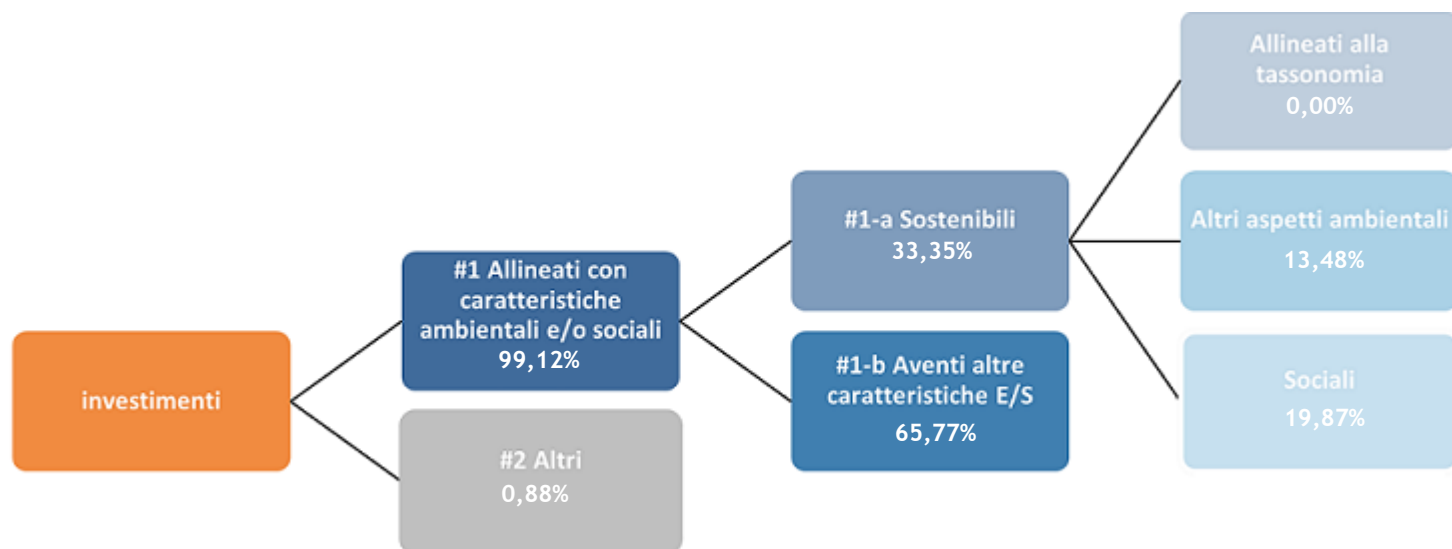 investimenti
#1 Allineati con
caratteristiche
ambientali e/o sociali
99,12%
#2 Altri
0,88%
#1-a Sostenibili
33,35%
#1-b Aventi altre
caratteristiche E/S
65,77%
Allineati alla
tassonomia
0,00%
Altri aspetti ambientali
13,48%
Sociali
19,87%